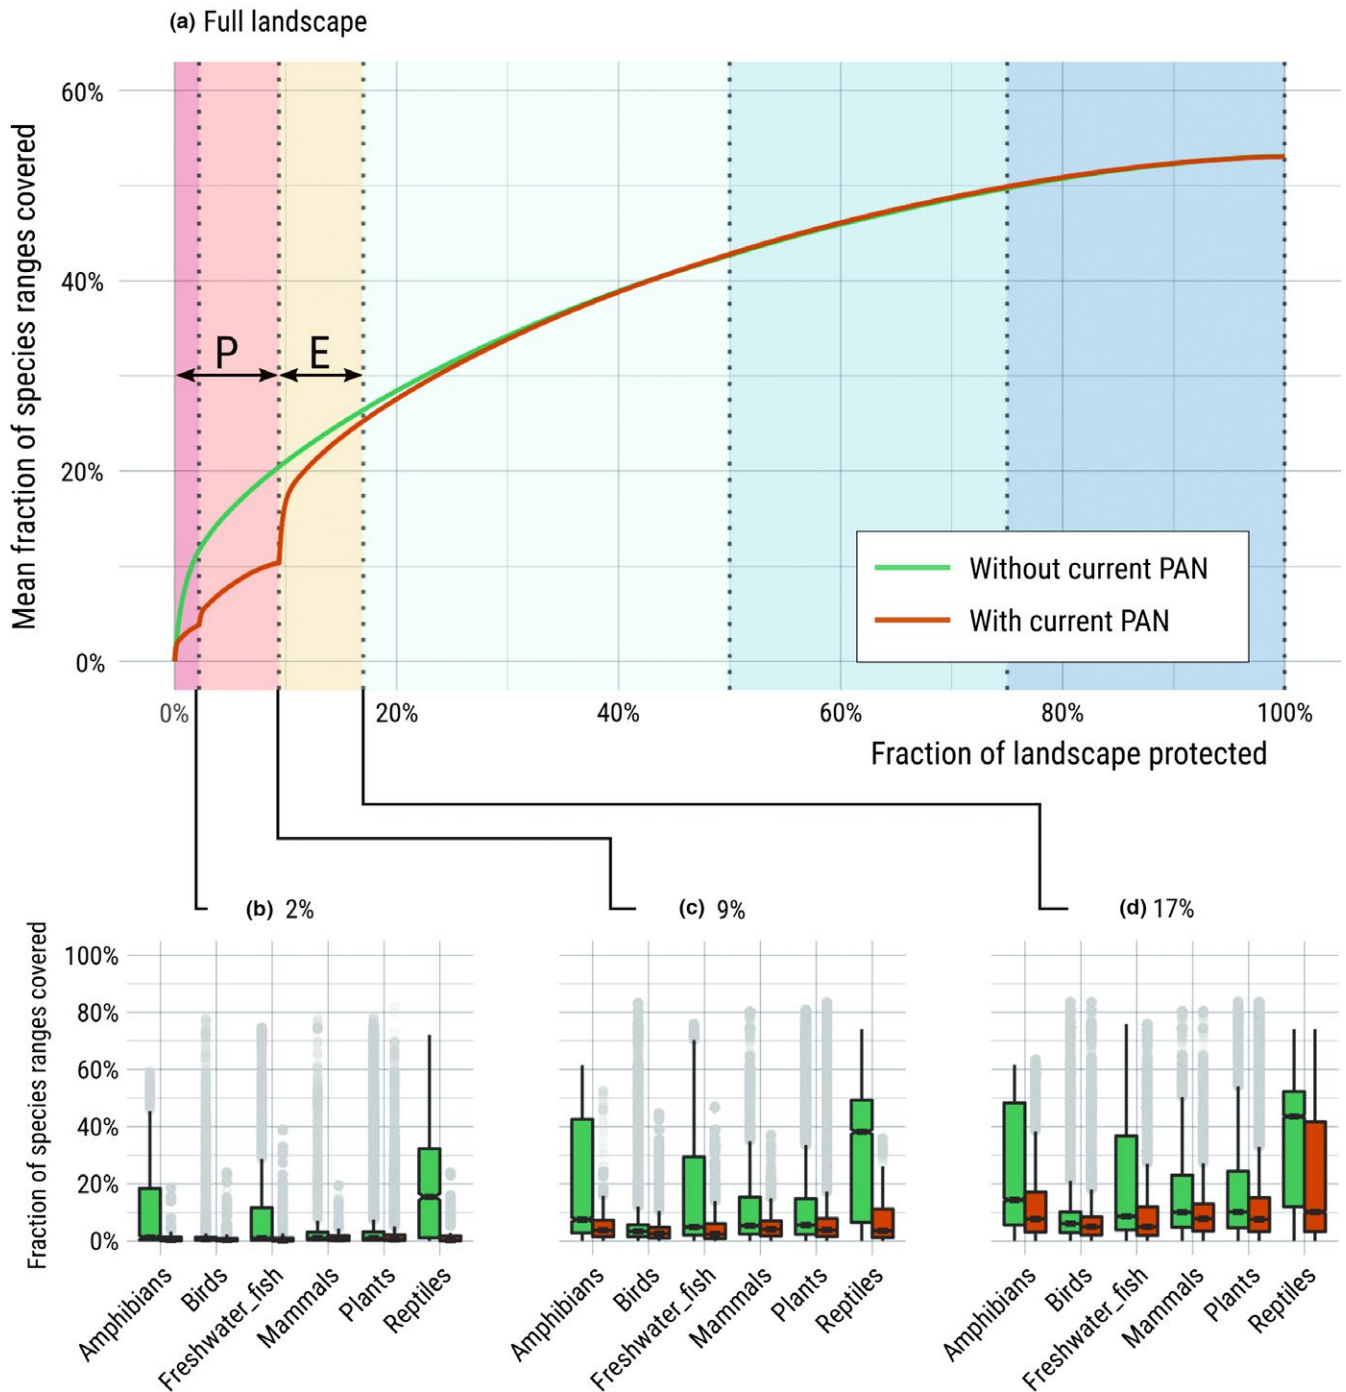 (a) Full landscape
Mean fraction of species ranges covered
60%
40%
20%
0%
P
E
Without current PAN
With current PAN
0%
20%
40%
60%
80%
100%
Fraction of landscape protected
(b) 2%
(c) 9%
(d) 17%
Fraction of species ranges covered
100%
80%
60%
40%
20%
0%
Amphibians
Birds
Freshwater_fish
Mammals
Plants
Reptiles
Amphibians
Birds
Freshwater_fish
Mammals
Plants
Reptiles
Amphibians
Birds
Freshwater_fish
Mammals
Plants
Reptiles